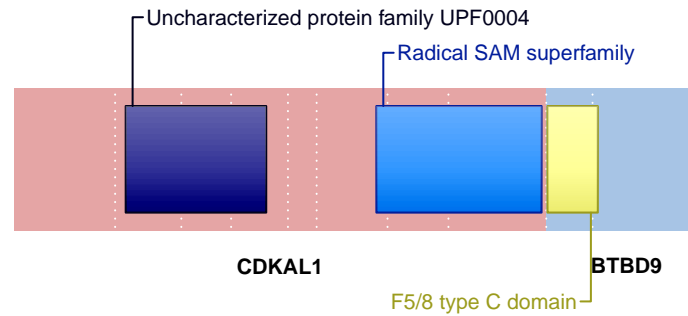 Uncharacterized protein family UPF0004
Radical SAM superfamily
CDKAL1
BTBD9
F5/8 type C domain